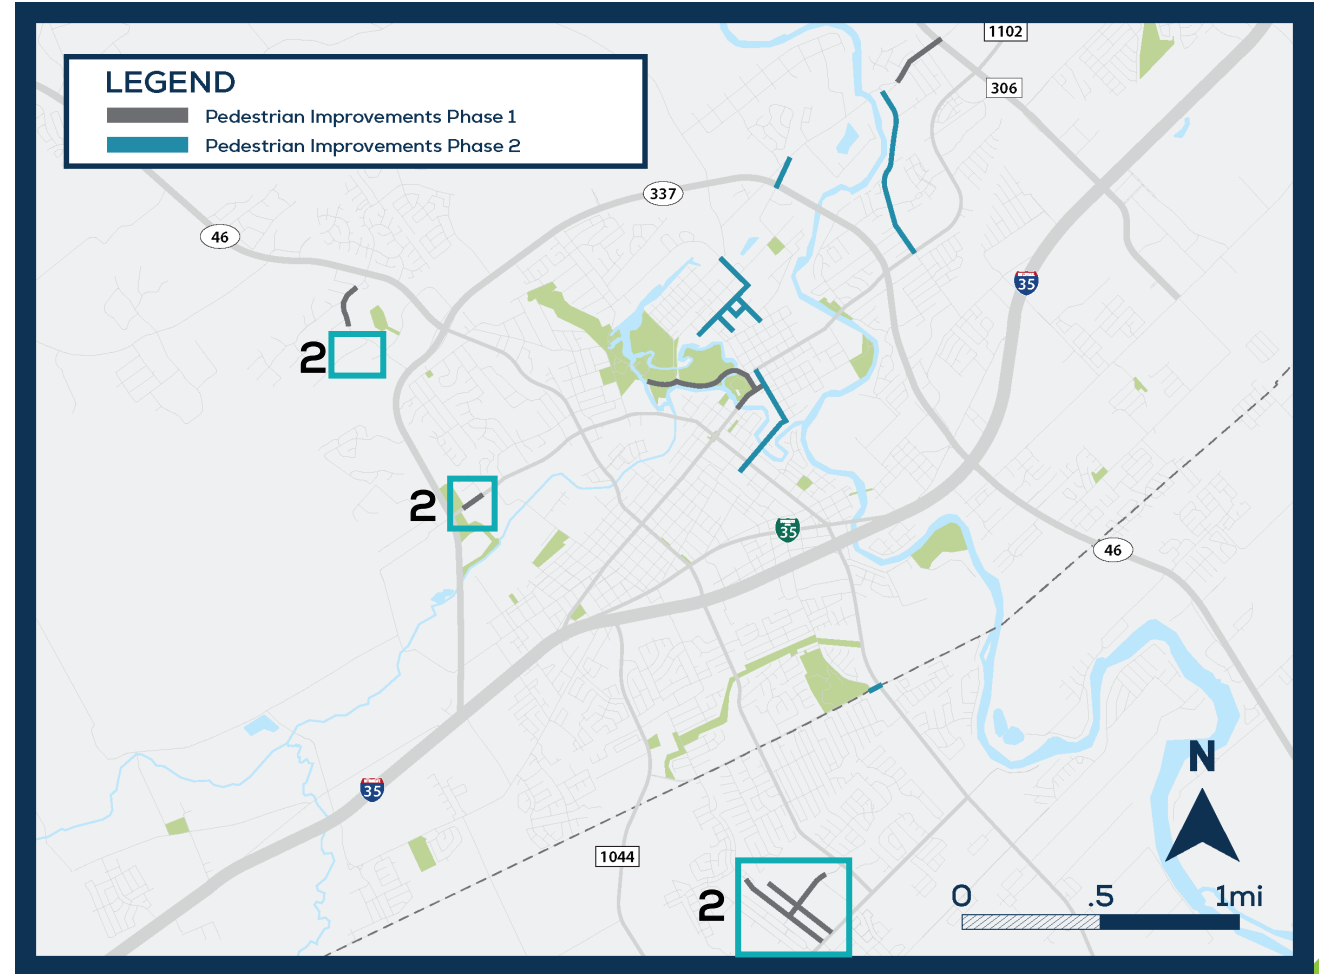 1102
LEGEND
Pedestrian Improvements Phase 1
Pedestrian Improvements Phase 2
306
337
46
35
2
2
35
46
N
35
1044
2
0 .5 1mi